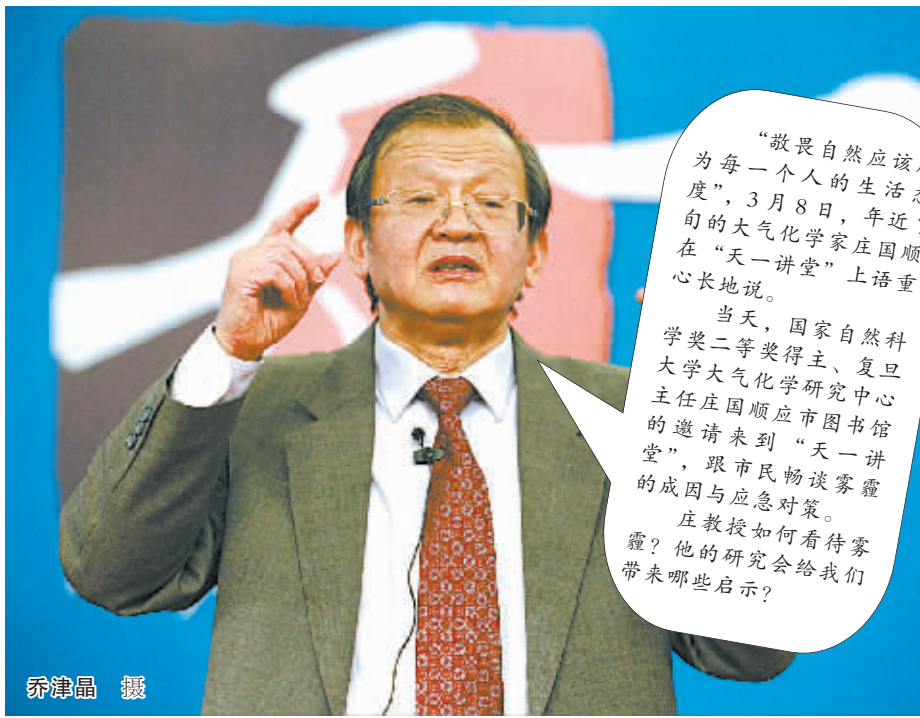 “敬畏自然应该
为每一个人的生活
度”，3月8日，年近
旬的大气化学家庄国顺
在“天一讲堂”上语重
心长地说。
当天，国家自然科
学奖二等奖得主、复旦
大学大气化学研究中心
主任庄国顺应市图书馆
的邀请来到“天一讲
堂”，跟市民畅谈雾霾
的成因与应急对策。
庄教授如何看待雾
霾？他的研究会给我们
带来哪些启示？
乔津晶 摄